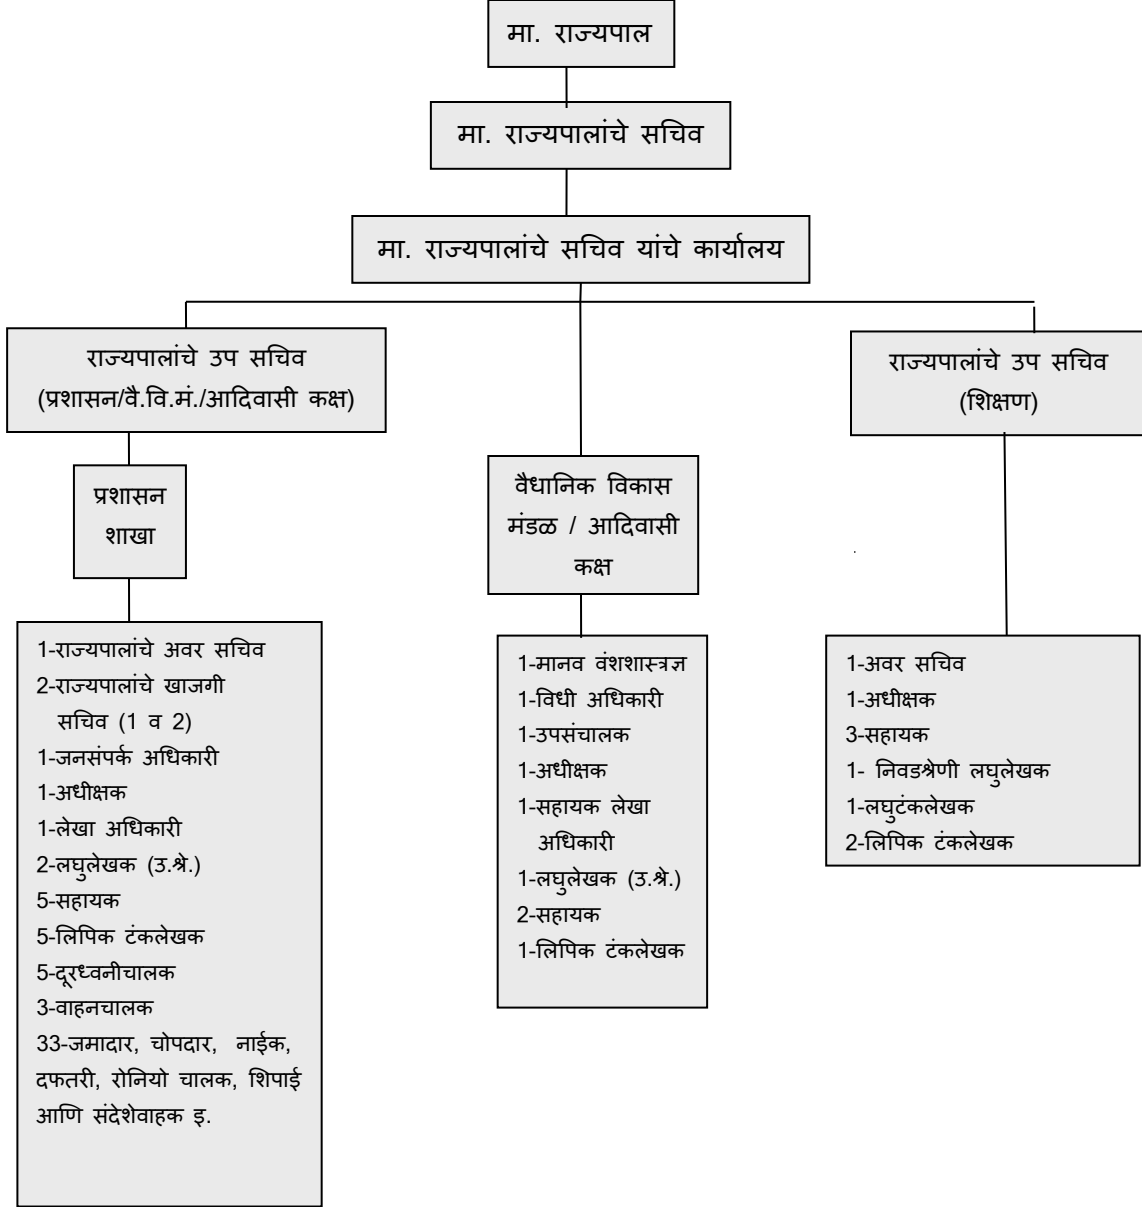 मा. राज्यपाल
मा. राज्यपालांचे सचिव
मा. राज्यपालांचे सचिव यांचे कार्यालय
राज्यपालांचे उप सचिव
(प्रशासन/वै.वि.मं./आदिवासी कक्ष)
प्रशासन
शाखा
1-राज्यपालांचे अवर सचिव
2-राज्यपालांचे खाजगी
सचिव (1 व 2)
1-जनसंपर्क अधिकारी
1-अधीक्षक
1-लेखा अधिकारी
2-लघुलेखक (उ.श्रे.)
5-सहायक
5-लिपिक टंकलेखक
5-दूरध्वनीचालक
3-वाहनचालक
33-जमादार, चोपदार, नाईक,
दफतरी, रोनियो चालक, शिपाई
आणि संदेशेवाहक इ.
वैधानिक विकास
मंडळ / आदिवासी
कक्ष
1-मानव वंशशास्त्रज्ञ
1-विधी अधिकारी
1-उपसंचालक
1-अधीक्षक
1-सहायक लेखा
अधिकारी
1-लघुलेखक (उ.श्रे.)
2-सहायक
1-लिपिक टंकलेखक
राज्यपालांचे उप सचिव
(शिक्षण)
1-अवर सचिव
1-अधीक्षक
3-सहायक
1- निवडश्रेणी लघुलेखक
1-लघुटंकलेखक
2-लिपिक टंकलेखक